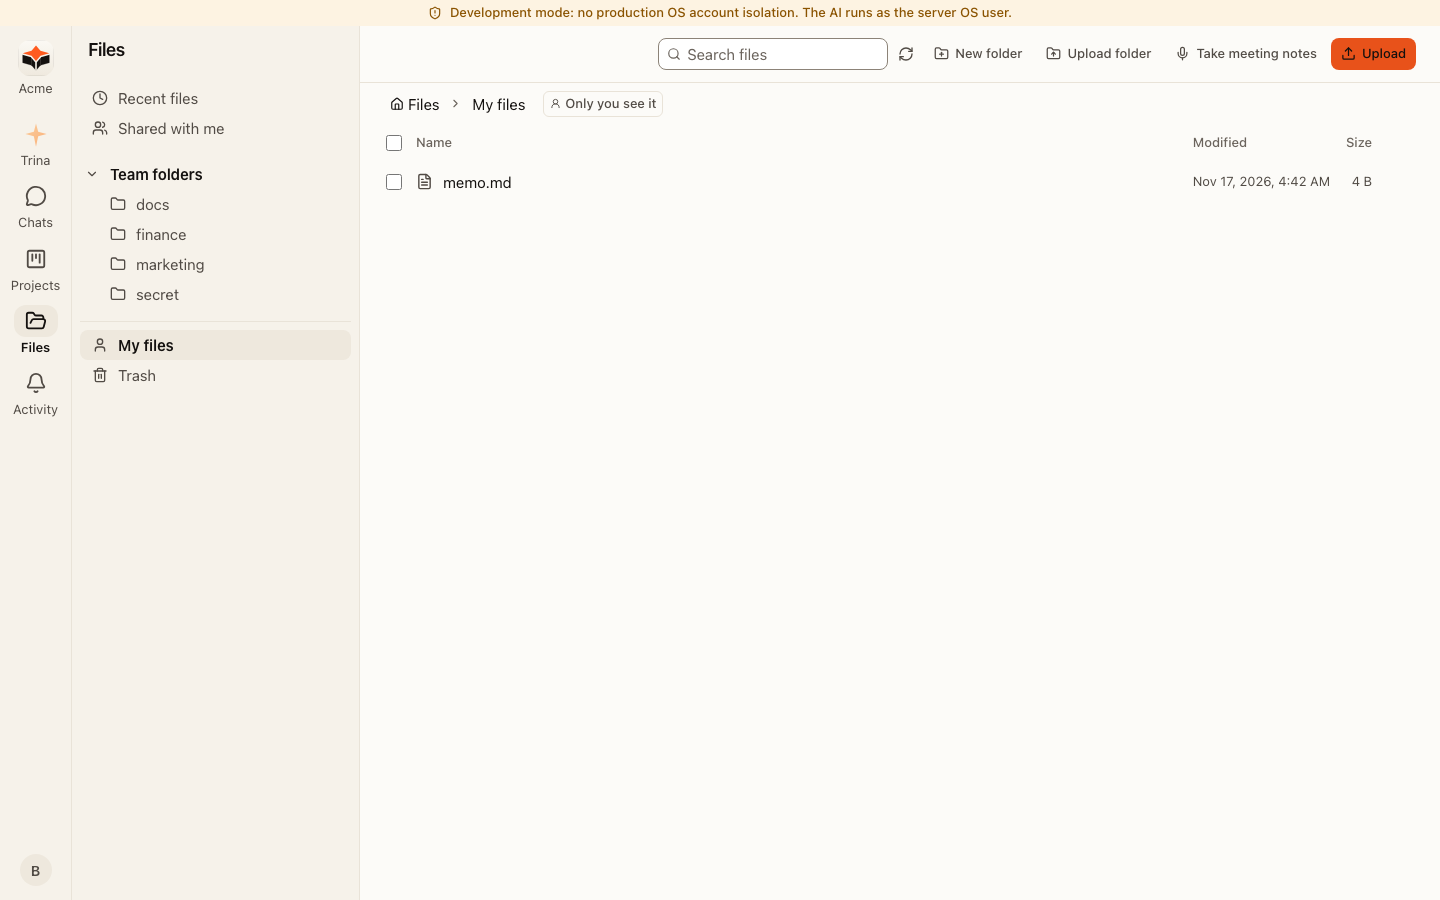 Development mode: no production OS account isolation. The AI runs as the server OS user.
Acme
Trina
Chats
Projects
Files
Activity
B
Files
Recent files
Shared with me
Team folders
docs
finance
marketing
secret
My files
Trash
Search files
New folder
Upload folder
Take meeting notes
Upload
Files
My files
Only you see it
Name Modified Size
memo.md Nov 17, 2026, 4:42 AM 4 B